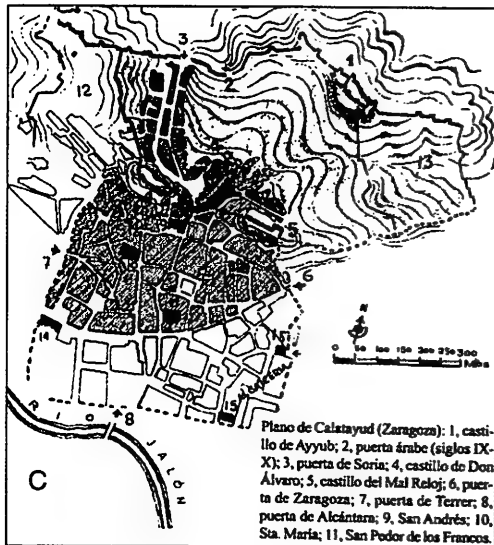 3
1
2
12
13
5
6
7
14
15
RIO
8
JALÓN
C
N
0 50 100 150 200 250 300
Mtrs
Plano de Calatayud (Zaragoza): 1, casti-
llo de Ayyub; 2, puerta árabe (siglos IX-
X); 3, puerta de Soria; 4, castillo de Don
Álvaro; 5, castillo del Mal Reloj; 6, puer-
ta de Zaragoza; 7, puerta de Terrer; 8,
puerta de Alcántara; 9, San Andrés; 10,
Sta. María; 11, San Pedor de los Francos.